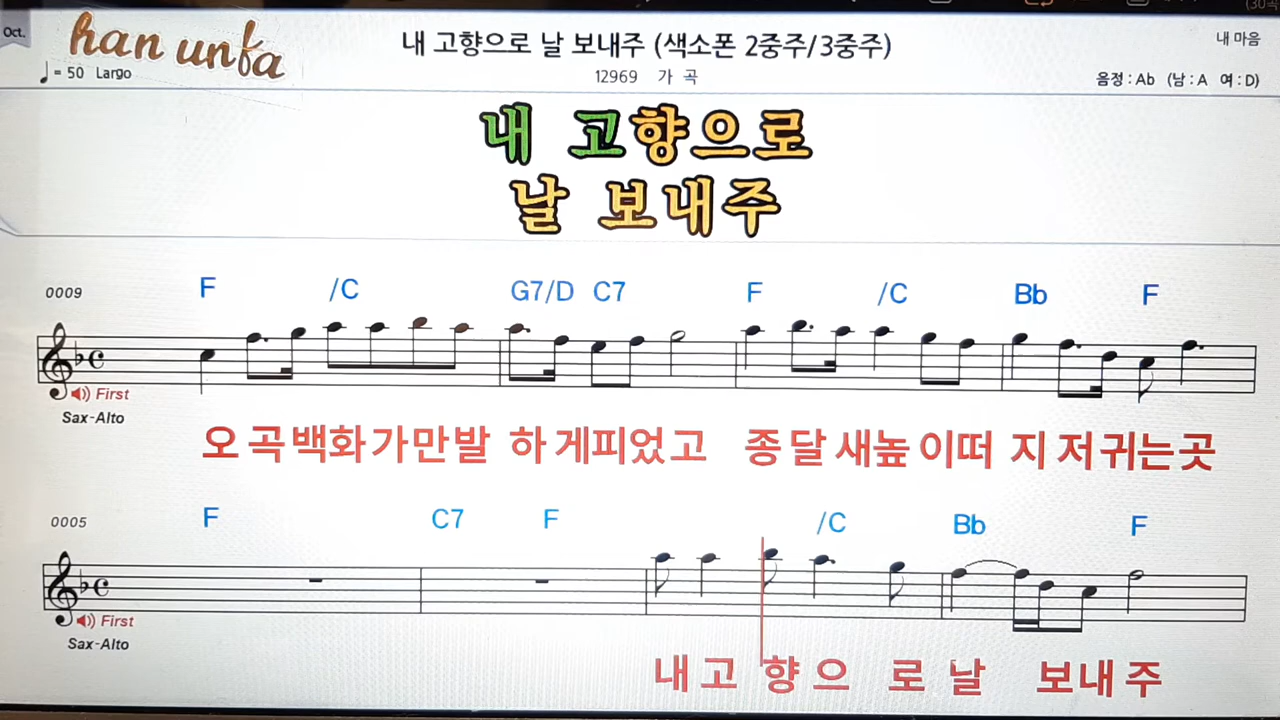 Oct.
han unfa
내 고향으로 날 보내주 (색소폰 2중주/3중주)
내 마음
♩= 50 Largo
12969 가 곡
음정 : Ab (남 : A 여 : D)
내 고향으로
날 보내주
0009
F /C G7/D C7 F /C Bb F
First
Sax-Alto
오 곡 백화 가 만 발 하 게피었고 종 달 새높 이떠 지 저 귀는 곳
0005
F C7 F /C Bb F
First
Sax-Alto
내 고 향 으 로 날 보내 주